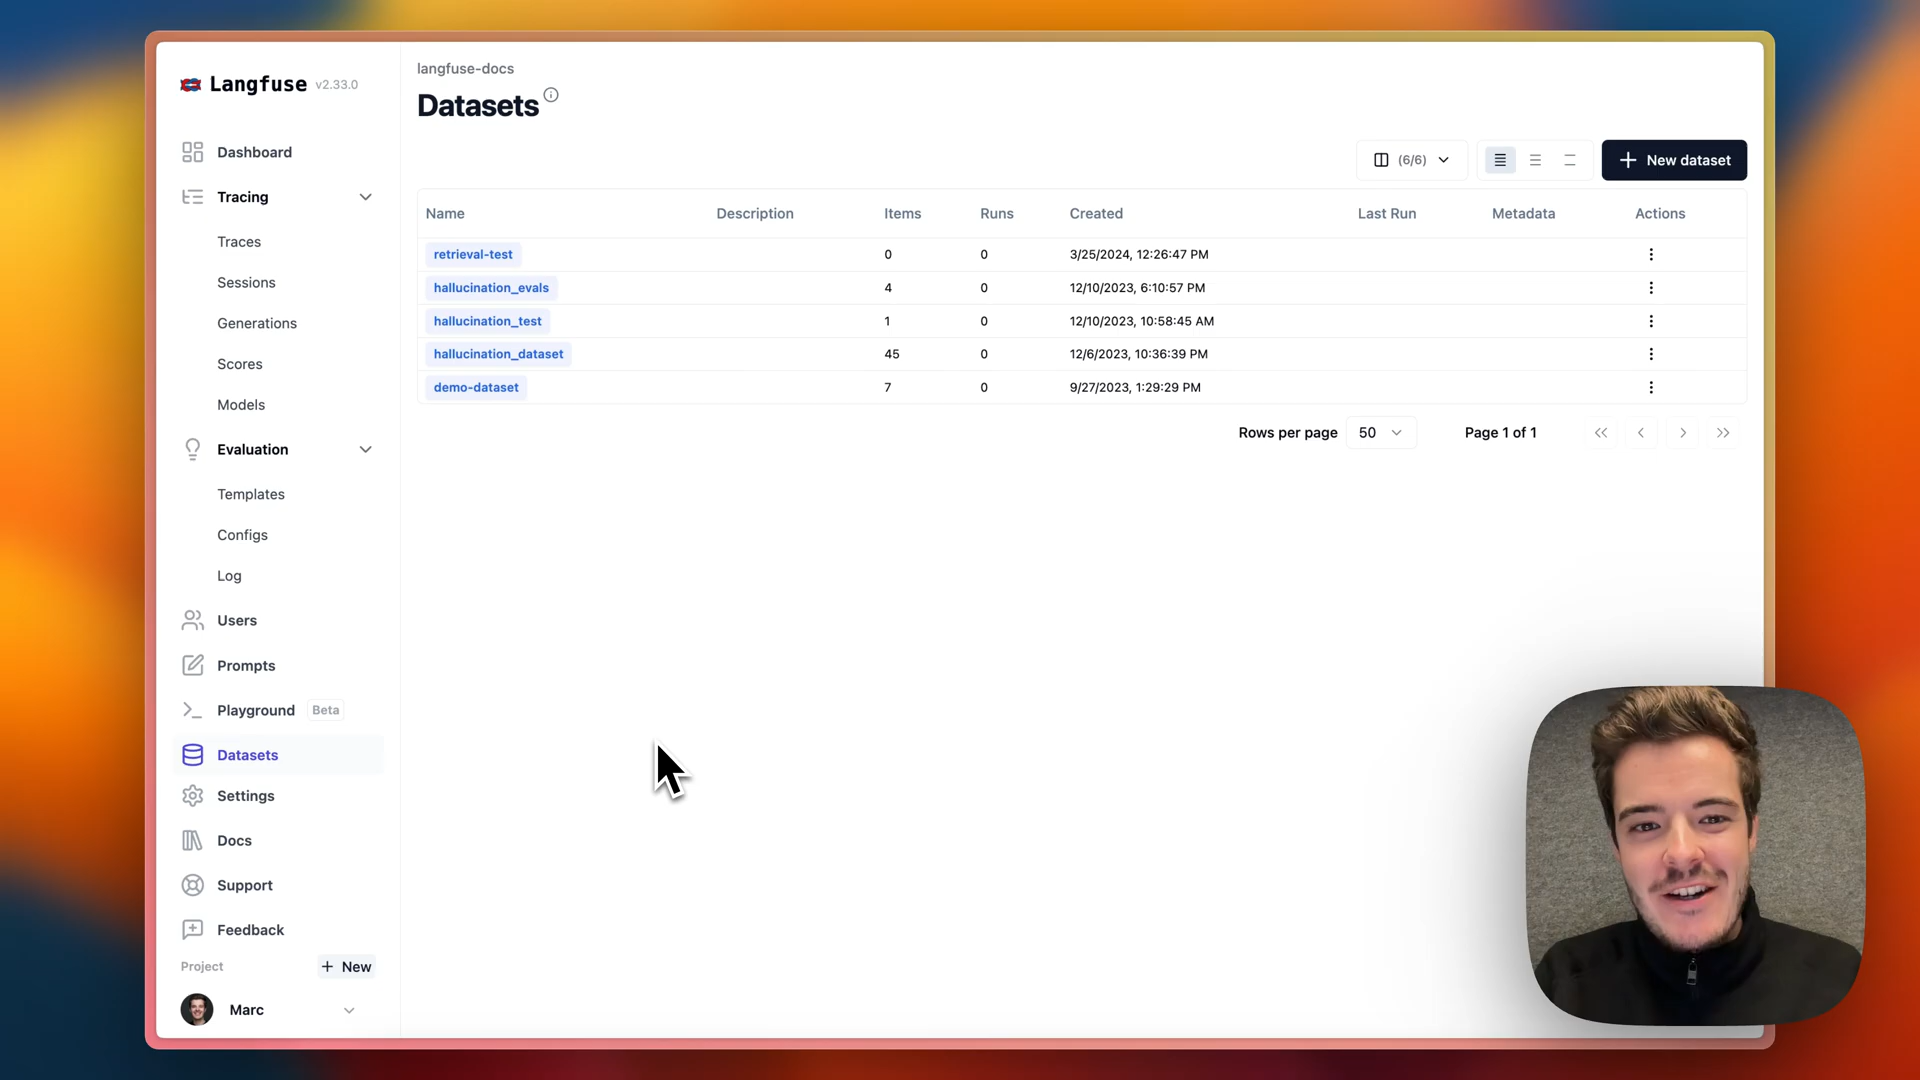 Langfuse v2.33.0
Dashboard
Tracing
Traces
Sessions
Generations
Scores
Models
Evaluation
Templates
Configs
Log
Users
Prompts
Playground Beta
Datasets
Settings
Docs
Support
Feedback
Project + New
Marc
langfuse-docs
Datasets
(6/6) + New dataset
Name Description Items Runs Created Last Run Metadata Actions
retrieval-test 0 0 3/25/2024, 12:26:47 PM
hallucination_evals 4 0 12/10/2023, 6:10:57 PM
hallucination_test 1 0 12/10/2023, 10:58:45 AM
hallucination_dataset 45 0 12/6/2023, 10:36:39 PM
demo-dataset 7 0 9/27/2023, 1:29:29 PM
Rows per page 50 Page 1 of 1